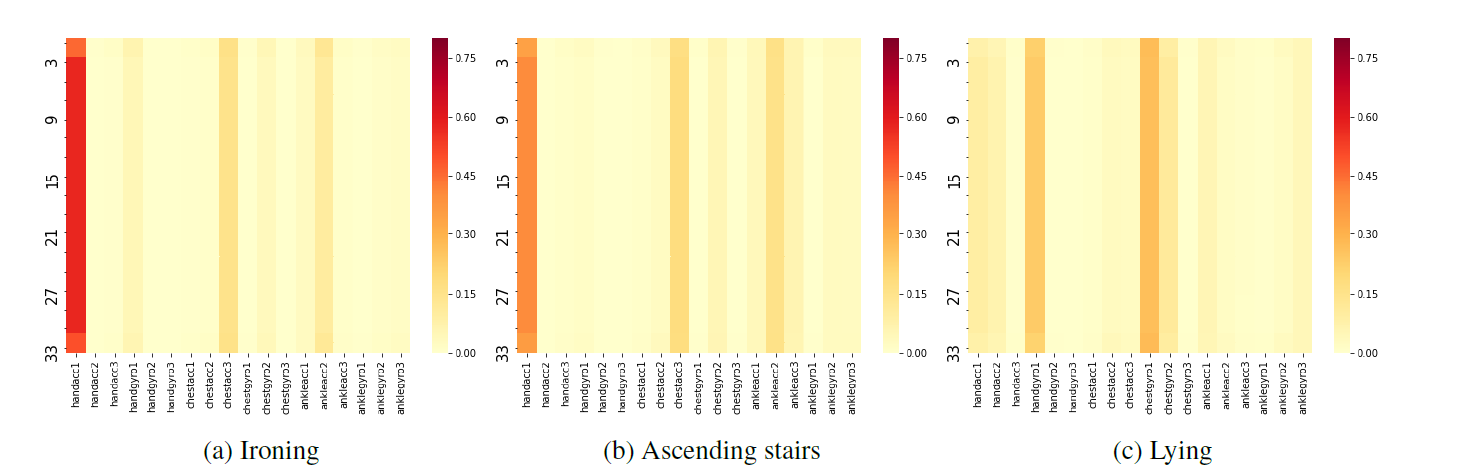 3
9
15
21
27
33
0.75
0.60
0.45
0.30
0.15
0.00
handacc1
handacc2
handacc3
handgyro1
handgyro2
handgyro3
chestacc1
chestacc2
chestacc3
chestgyro1
chestgyro2
chestgyro3
ankleacc1
ankleacc2
ankleacc3
anklegyro1
anklegyro2
anklegyro3
(a) Ironing
3
9
15
21
27
33
0.75
0.60
0.45
0.30
0.15
0.00
handacc1
handacc2
handacc3
handgyro1
handgyro2
handgyro3
chestacc1
chestacc2
chestacc3
chestgyro1
chestgyro2
chestgyro3
ankleacc1
ankleacc2
ankleacc3
anklegyro1
anklegyro2
anklegyro3
(b) Ascending stairs
3
9
15
21
27
33
0.75
0.60
0.45
0.30
0.15
0.00
handacc1
handacc2
handacc3
handgyro1
handgyro2
handgyro3
chestacc1
chestacc2
chestacc3
chestgyro1
chestgyro2
chestgyro3
ankleacc1
ankleacc2
ankleacc3
anklegyro1
anklegyro2
anklegyro3
(c) Lying